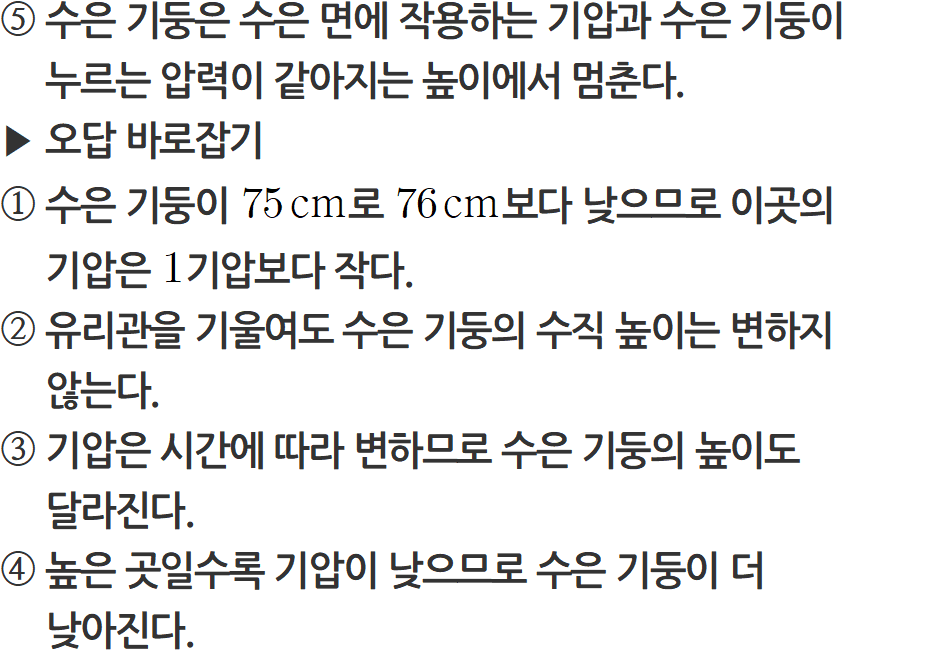 ⑤ 수은 기둥은 수은 면에 작용하는 기압과 수은 기둥이
누르는 압력이 같아지는 높이에서 멈춘다.
▶ 오답 바로잡기
① 수은 기둥이 75 cm로 76 cm보다 낮으므로 이곳의
기압은 1기압보다 작다.
② 유리관을 기울여도 수은 기둥의 수직 높이는 변하지
않는다.
③ 기압은 시간에 따라 변하므로 수은 기둥의 높이도
달라진다.
④ 높은 곳일수록 기압이 낮으므로 수은 기둥이 더
낮아진다.